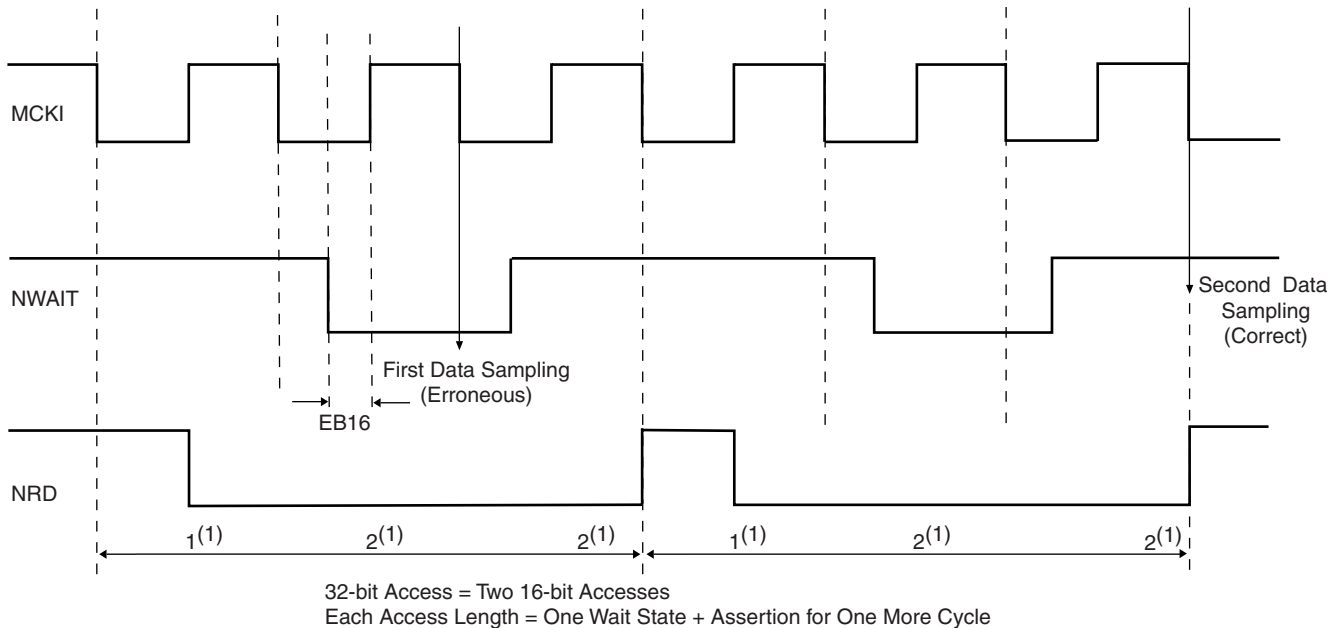 MCKI
NWAIT
Second Data
Sampling
(Correct)
First Data Sampling
(Erroneous)
EB16
NRD
1(1) 2(1) 2(1) 1(1) 2(1) 2(1)
32-bit Access = Two 16-bit Accesses
Each Access Length = One Wait State + Assertion for One More Cycle